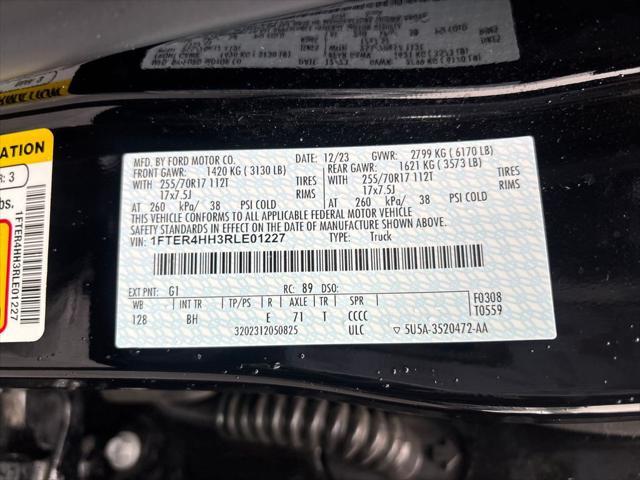 MFD. BY FORD MOTOR CO. 12/23 GVWR: 2799 KG ( 6170 LB)
FRONT GAWR: 1420 KG ( 3130 LB) REAR GAWR: 1621 KG ( 3573 LB)
WITH 255/70R17 112T TIRES WITH 255/70R17 112T TIRES
17x7.5J RIMS 17x7.5J RIMS
AT 260 kPa/ 38 PSI COLD AT 260 kPa/ 38 PSI COLD
THIS VEHICLE CONFORMS TO ALL APPLICABLE FEDERAL MOTOR VEHICLE
SAFETY STANDARDS IN EFFECT ON THE DATE OF MANUFACTURE SHOWN ABOVE.
VIN: 1FTER4HH3RLE01227 TYPE: Truck
EXT PNT: G1 RC: 89 DSO:
WB INT TR TP/PS R AXLE TR SPR F0308
T0559
128 BH E 71 T CCCC
3202312050825 ULC 5U5A-3520472-AA
ATION
R: 3
bs.
1FTER4HH3RLE01227